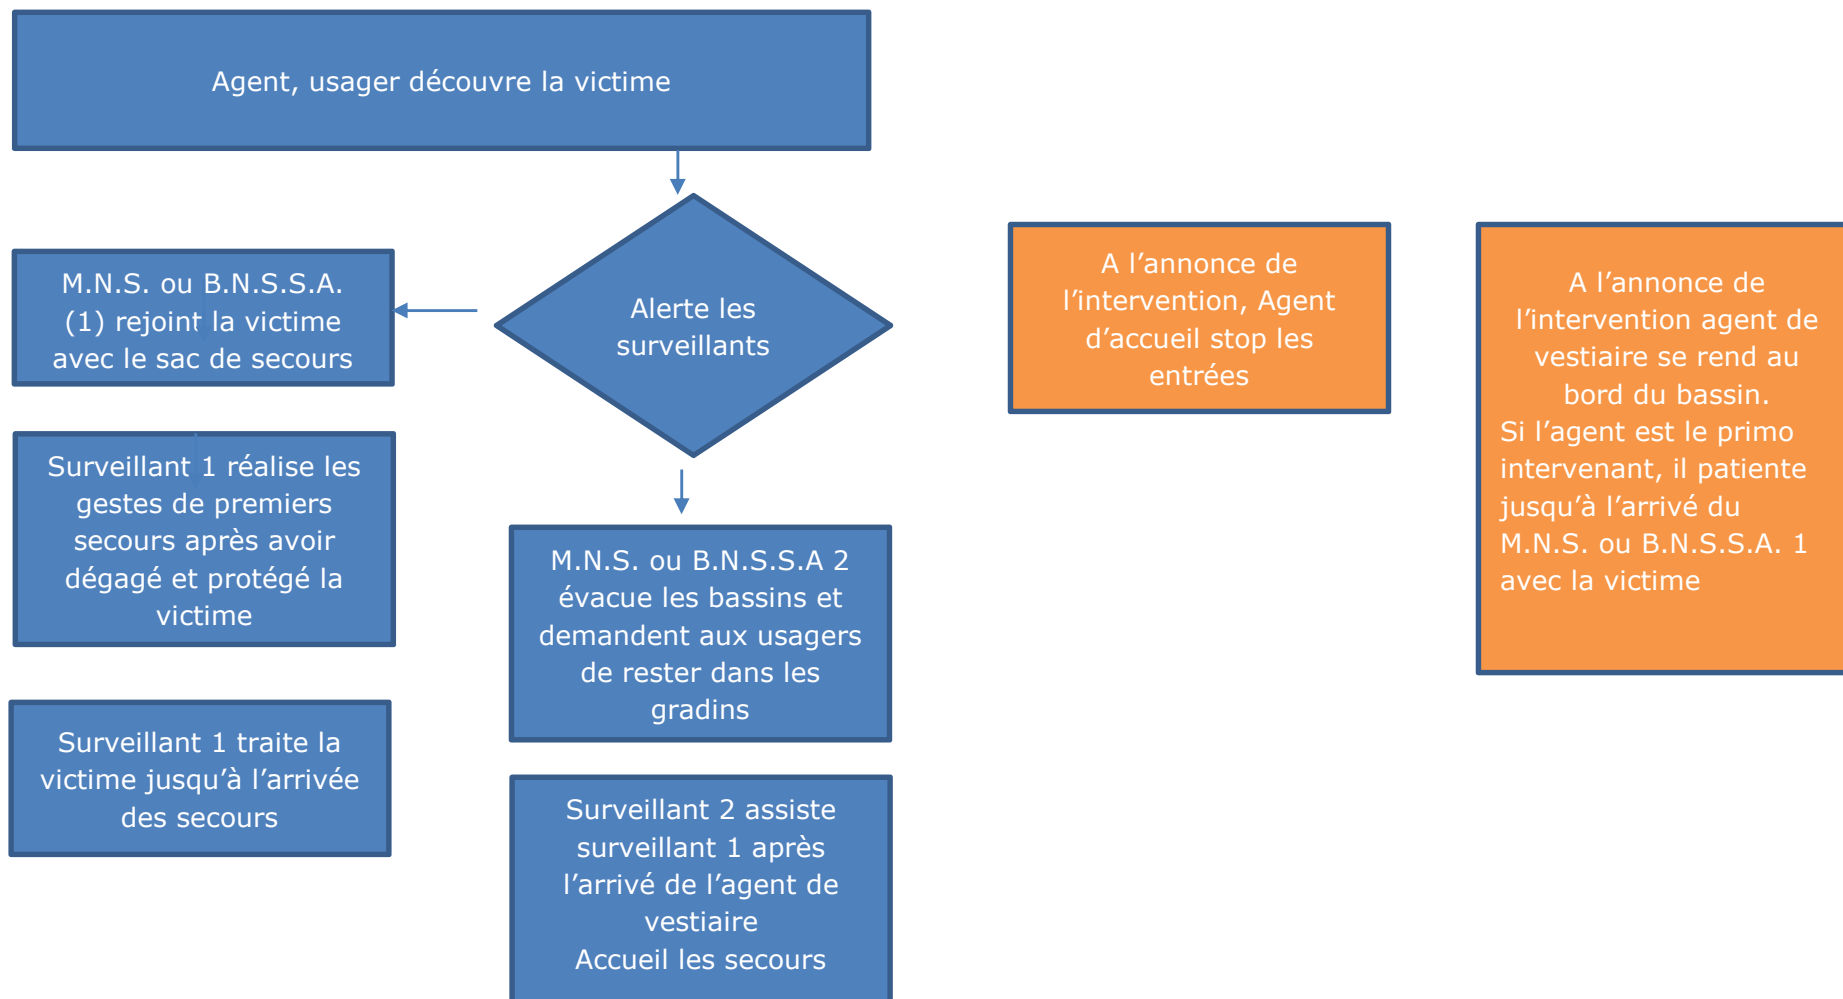 Agent, usager découvre la victime
M.N.S. ou B.N.S.S.A.
(1) rejoint la victime
avec le sac de secours
Alerte les
surveillants
A l’annonce de
l’intervention, Agent
d’accueil stop les
entrées
A l’annonce de
l’intervention agent de
vestiaire se rend au
bord du bassin.
Si l’agent est le primo
intervenant, il patiente
jusqu’à l’arrivé du
M.N.S. ou B.N.S.S.A. 1
avec la victime
Surveillant 1 réalise les
gestes de premiers
secours après avoir
dégagé et protégé la
victime
M.N.S. ou B.N.S.S.A 2
évacue les bassins et
demandent aux usagers
de rester dans les
gradins
Surveillant 1 traite la
victime jusqu’à l’arrivée
des secours
Surveillant 2 assiste
surveillant 1 après
l’arrivé de l’agent de
vestiaire
Accueil les secours